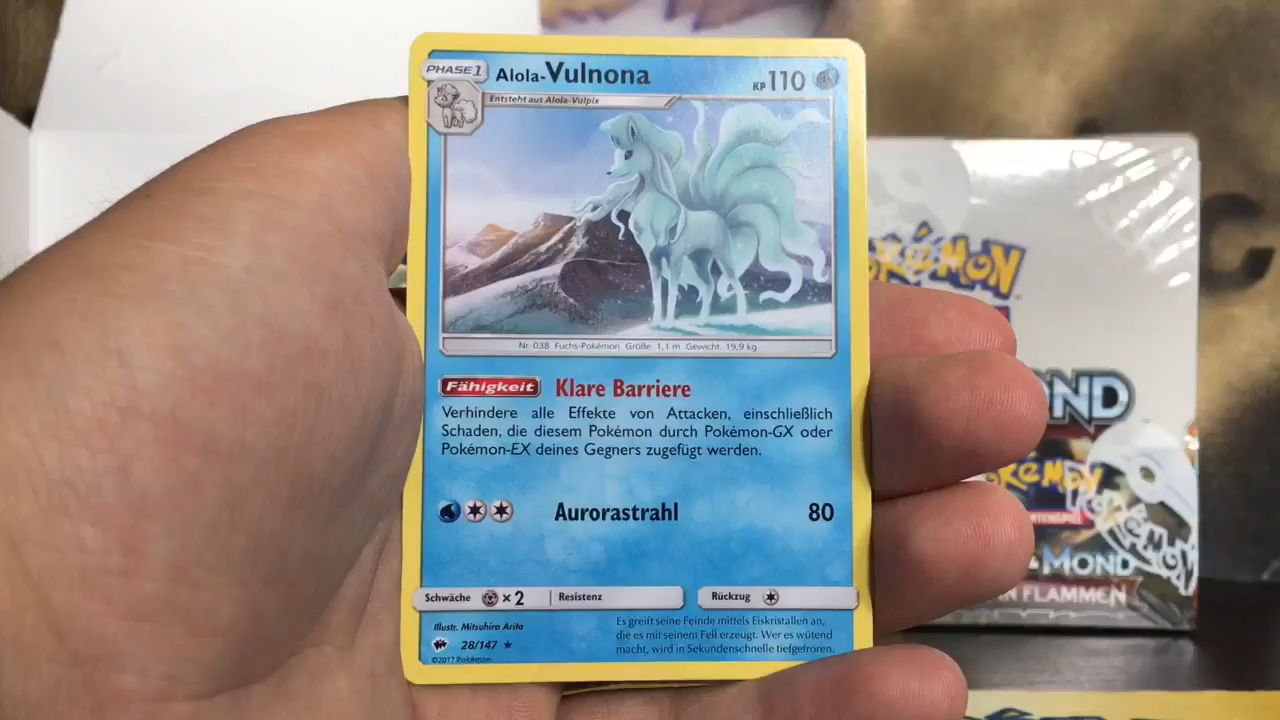 PHASE 1
Alola-Vulnona
KP 110
Entsteht aus Alola-Vulpix
Nr. 038 Fuchs-Pokémon Größe: 1,1 m Gewicht: 19,9 kg
Fähigkeit Klare Barriere
Verhindere alle Effekte von Attacken, einschließlich
Schaden, die diesem Pokémon durch Pokémon-GX oder
Pokémon-EX deines Gegners zugefügt werden.
Aurorastrahl 80
Schwäche ×2 Resistenz Rückzug
Illustr. Mitsuhiro Arita
28/147
©2017 Pokémon
Es greift seine Feinde mittels Eiskristallen an,
die es mit seinem Fell erzeugt. Wer es wütend
macht, wird in Sekundenschnelle tiefgefroren.
POKÉMON
OND
POKÉMON
POKÉMON
& MOND
N FLAMMEN
C